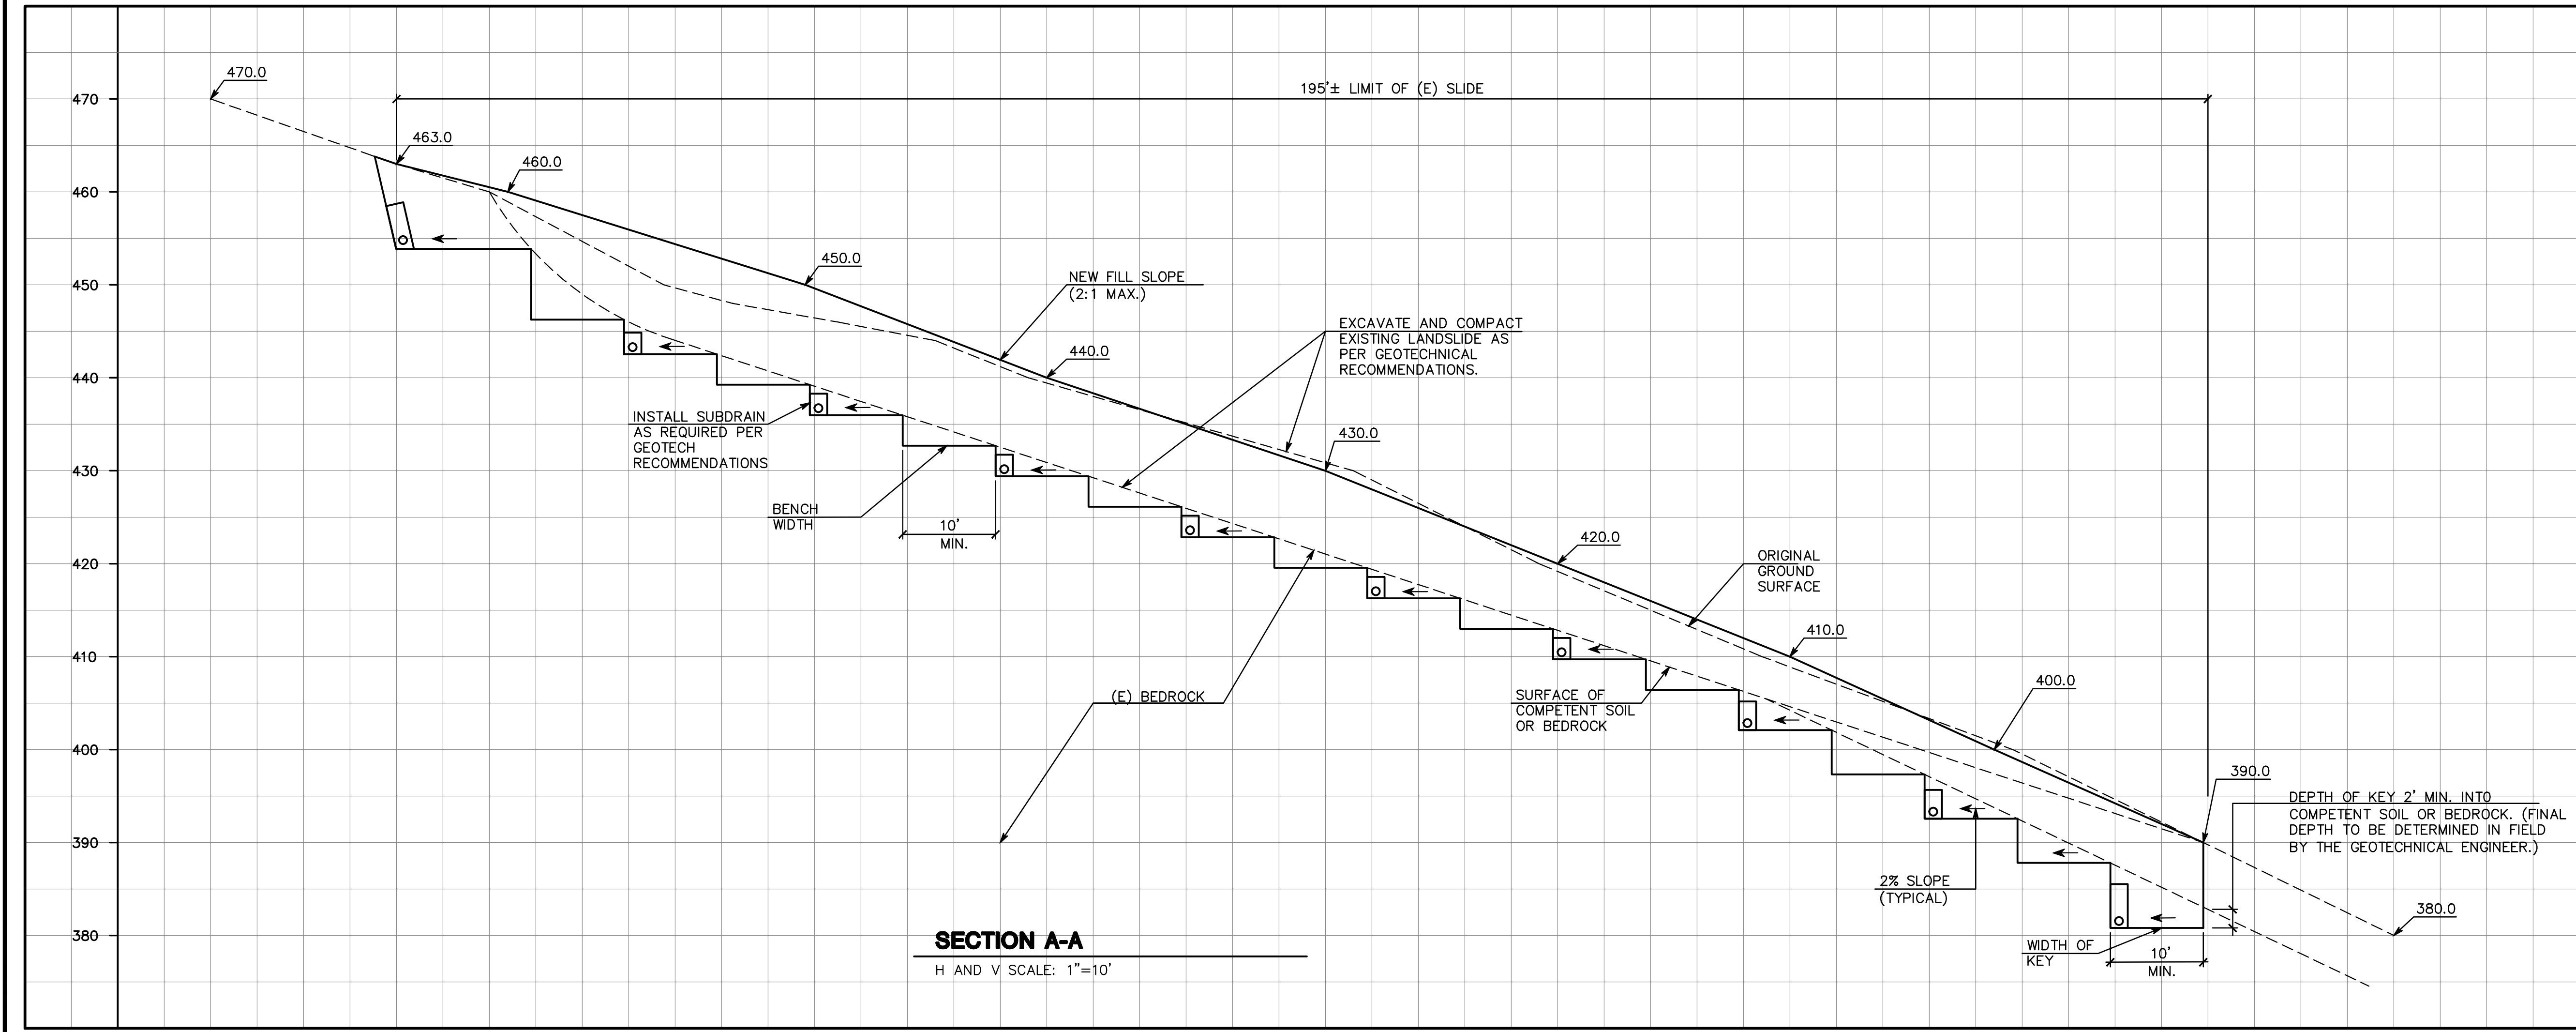 470.0
470
195'± LIMIT OF (E) SLIDE
463.0
460.0
460
450.0
450
NEW FILL SLOPE
(2:1 MAX.)
EXCAVATE AND COMPACT
EXISTING LANDSLIDE AS
PER GEOTECHNICAL
RECOMMENDATIONS.
440.0
440
INSTALL SUBDRAIN
AS REQUIRED PER
GEOTECH
RECOMMENDATIONS
430.0
430
BENCH
WIDTH
10'
MIN.
420.0
420
ORIGINAL
GROUND
SURFACE
410.0
410
(E) BEDROCK
SURFACE OF
COMPETENT SOIL
OR BEDROCK
400.0
400
390.0
390
DEPTH OF KEY 2' MIN. INTO
COMPETENT SOIL OR BEDROCK. (FINAL
DEPTH TO BE DETERMINED IN FIELD
BY THE GEOTECHNICAL ENGINEER.)
2% SLOPE
(TYPICAL)
380.0
380
WIDTH OF
KEY
10'
MIN.
SECTION A-A
H AND V SCALE: 1"=10'